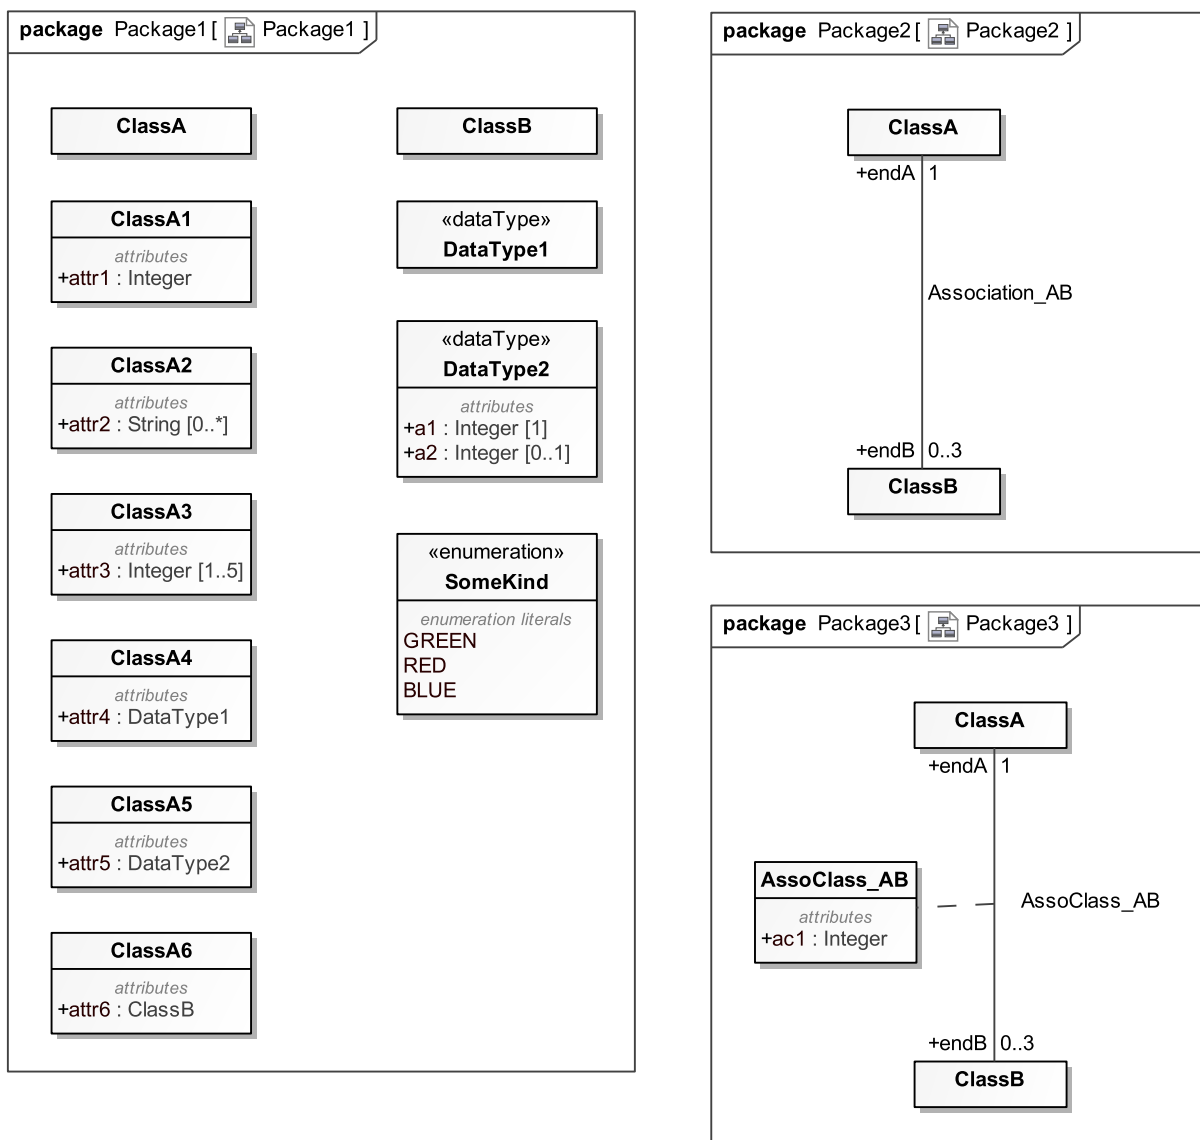 package Package1 [ Package1 ]
ClassA
ClassA1
attributes
+attr1 : Integer
ClassA2
attributes
+attr2 : String [0..*]
ClassA3
attributes
+attr3 : Integer [1..5]
ClassA4
attributes
+attr4 : DataType1
ClassA5
attributes
+attr5 : DataType2
ClassA6
attributes
+attr6 : ClassB
ClassB
«dataType»
DataType1
«dataType»
DataType2
attributes
+a1 : Integer [1]
+a2 : Integer [0..1]
«enumeration»
SomeKind
enumeration literals
GREEN
RED
BLUE
package Package2 [ Package2 ]
ClassA
+endA 1
Association_AB
+endB 0..3
ClassB
package Package3 [ Package3 ]
ClassA
+endA 1
AssoClass_AB
attributes
+ac1 : Integer
AssoClass_AB
+endB 0..3
ClassB